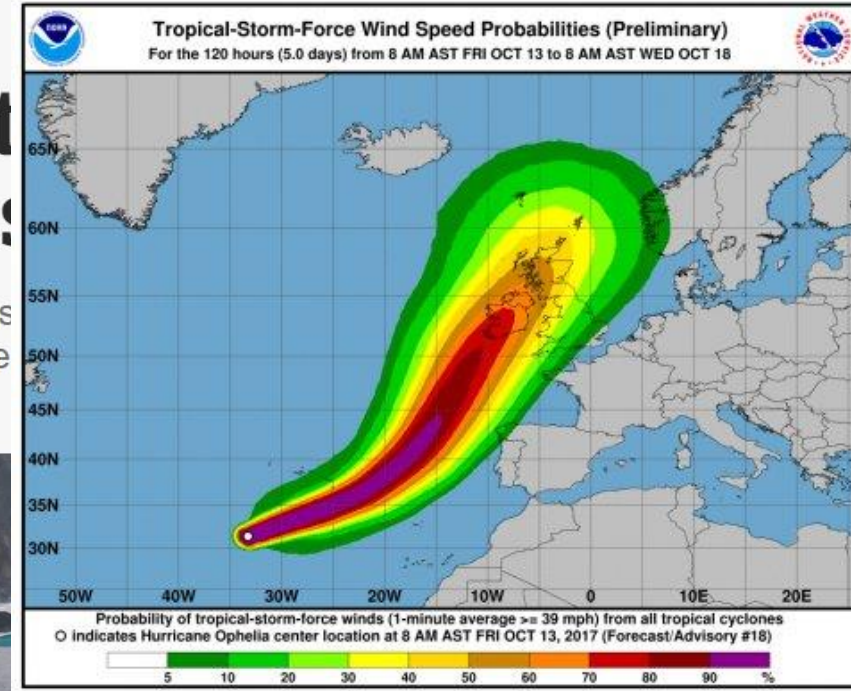 Tropical-Storm-Force Wind Speed Probabilities (Preliminary)
For the 120 hours (5.0 days) from 8 AM AST FRI OCT 13 to 8 AM AST WED OCT 18
NOAA
65N
60N
55N
50N
45N
40N
35N
30N
50W 40W 30W 20W 10W 0 10E 20E
Probability of tropical-storm-force winds (1-minute average >= 39 mph) from all tropical cyclones
O indicates Hurricane Ophelia center location at 8 AM AST FRI OCT 13, 2017 (Forecast/Advisory #18)
5 10 20 30 40 50 60 70 80 90 %